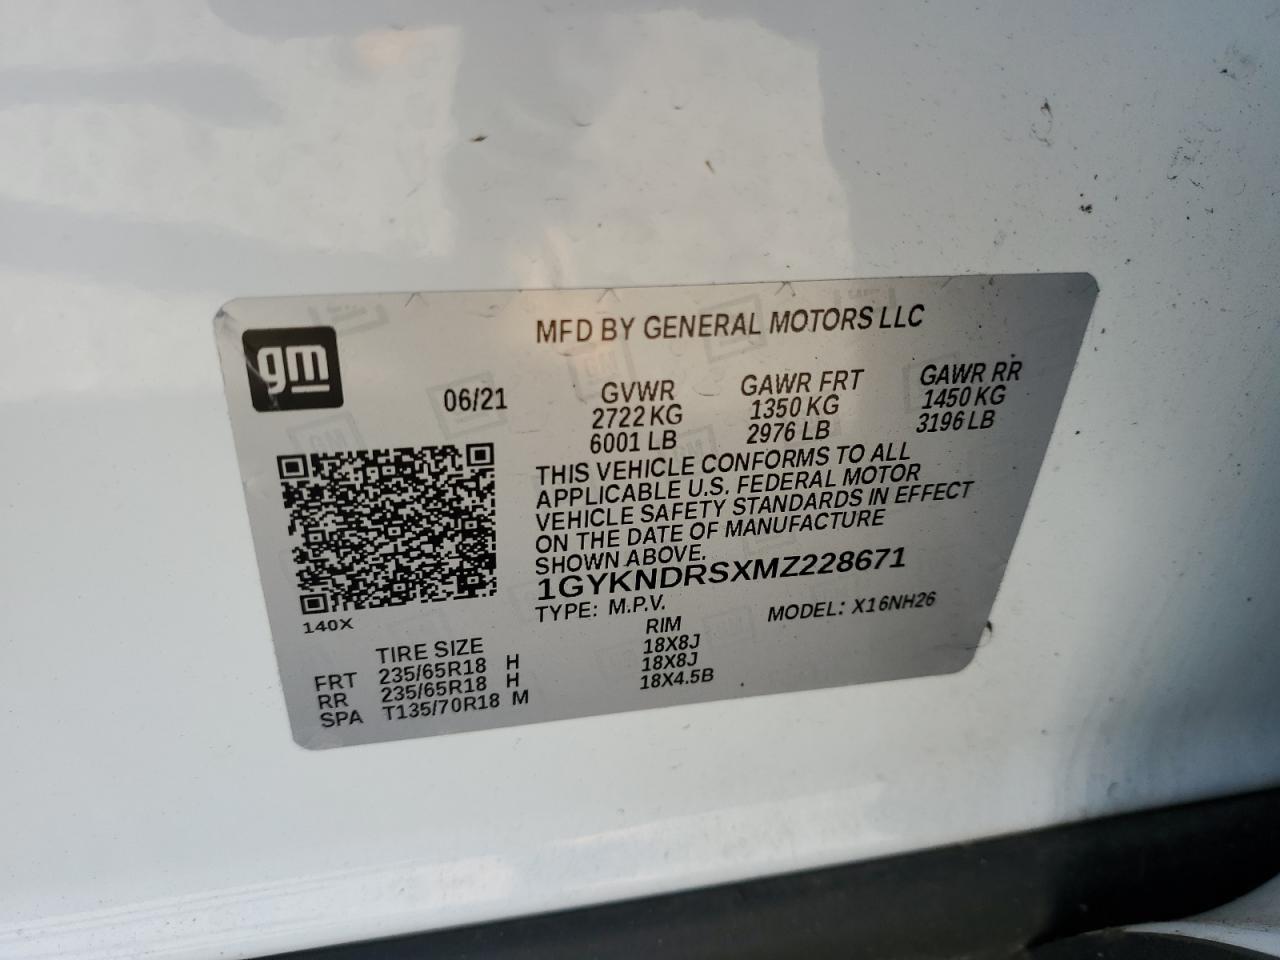 MFD BY GENERAL MOTORS LLC
gm
06/21
GVWR
2722 KG
6001 LB
GAWR FRT
1350 KG
2976 LB
GAWR RR
1450 KG
3196 LB
THIS VEHICLE CONFORMS TO ALL
APPLICABLE U.S. FEDERAL MOTOR
VEHICLE SAFETY STANDARDS IN EFFECT
ON THE DATE OF MANUFACTURE
SHOWN ABOVE.
1GYKNDRSXMZ228671
TYPE: M.P.V. MODEL: X16NH26
140X
TIRE SIZE RIM
FRT 235/65R18 H 18X8J
RR 235/65R18 H 18X8J
SPA T135/70R18 M 18X4.5B